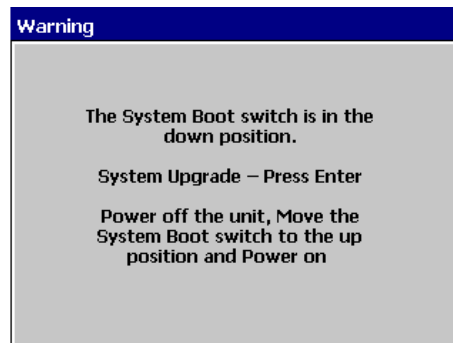 Warning
The System Boot switch is in the
down position.
System Upgrade – Press Enter
Power off the unit, Move the
System Boot switch to the up
position and Power on